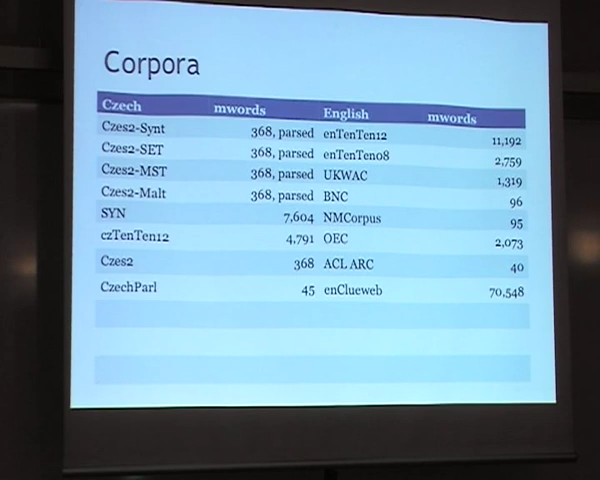 Corpora
Czech mwords English mwords
Czes2-Synt 368, parsed enTenTen12 11,192
Czes2-SET 368, parsed enTenTen08 2,759
Czes2-MST 368, parsed UKWAC 1,319
Czes2-Malt 368, parsed BNC 96
SYN 7,604 NMCorpus 95
czTenTen12 4,791 OEC 2,073
Czes2 368 ACL ARC 40
CzechParl 45 enClueweb 70,548